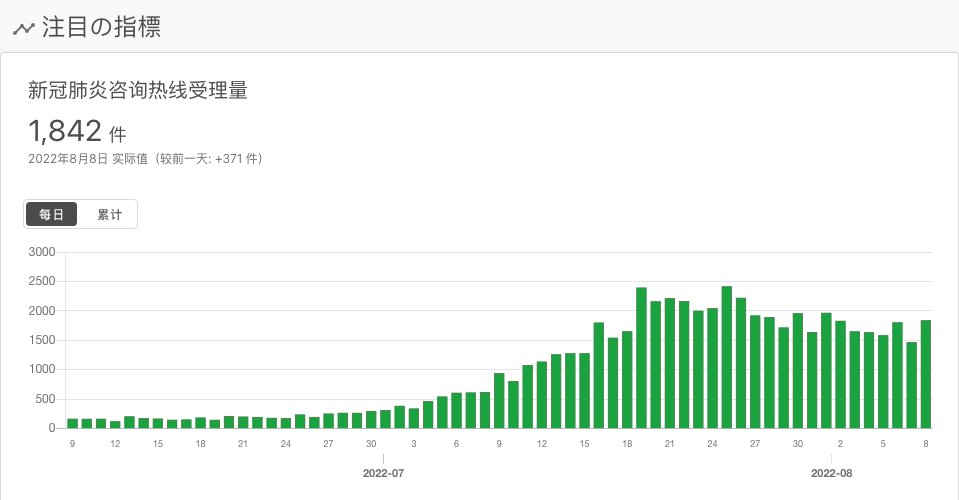 注目の指標
新冠肺炎咨询热线受理量
1,842 件
2022年8月8日 实际值（较前一天: +371 件）
每日 累计
3000
2500
2000
1500
1000
500
0
9 12 15 18 21 24 27 30 3 6 9 12 15 18 21 24 27 30 2 5 8
2022-07 2022-08